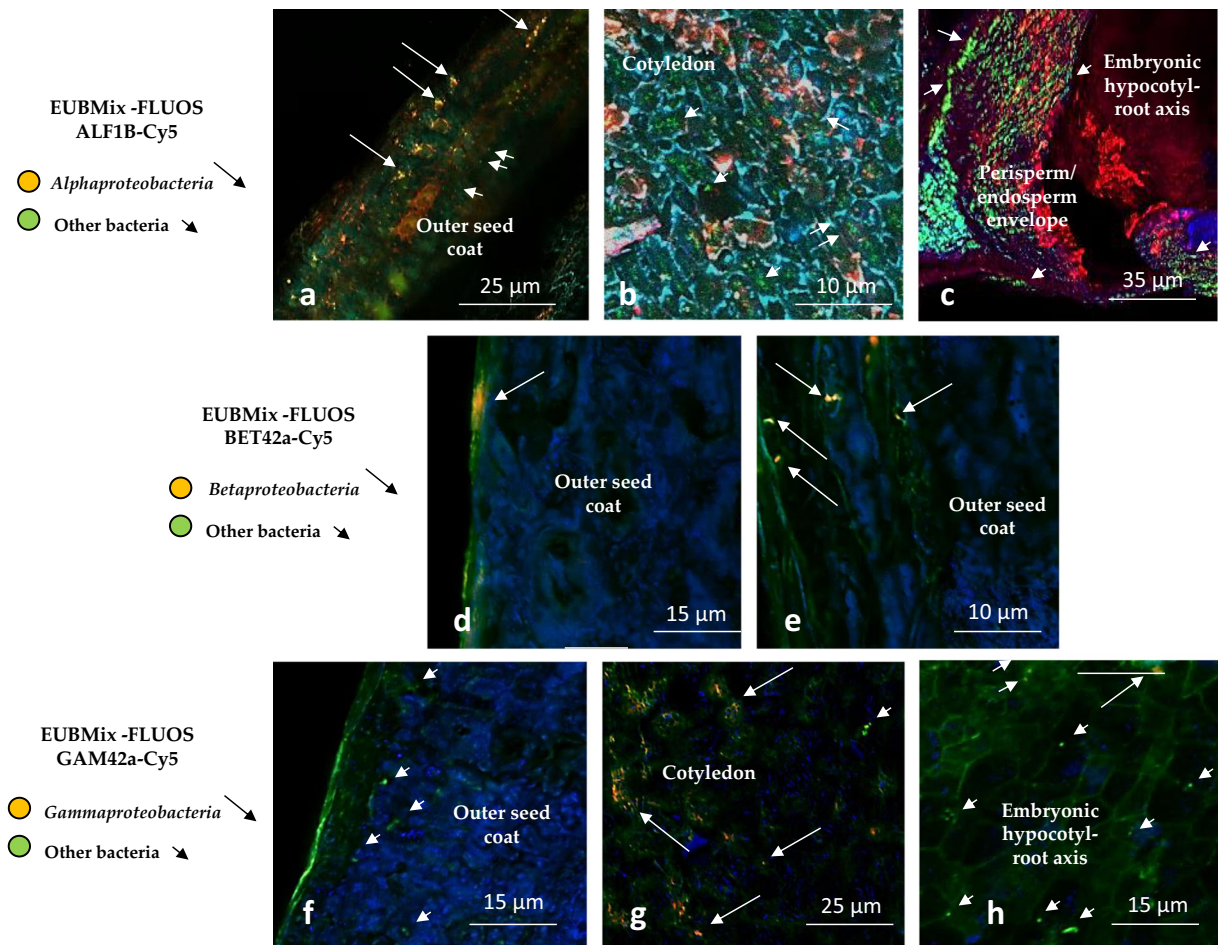 EUBMix -FLUOS
ALF1B-Cy5
Alphaproteobacteria
Other bacteria
Outer seed
coat
a
25 µm
Cotyledon
b
10 µm
Embryonic
hypocotyl-
root axis
Perisperm/
endosperm
envelope
c
35 µm
EUBMix -FLUOS
BET42a-Cy5
Betaproteobacteria
Other bacteria
Outer seed
coat
d
15 µm
Outer seed
coat
e
10 µm
EUBMix -FLUOS
GAM42a-Cy5
Gammaproteobacteria
Other bacteria
Outer seed
coat
f
15 µm
Cotyledon
g
25 µm
Embryonic
hypocotyl-
root axis
h
15 µm